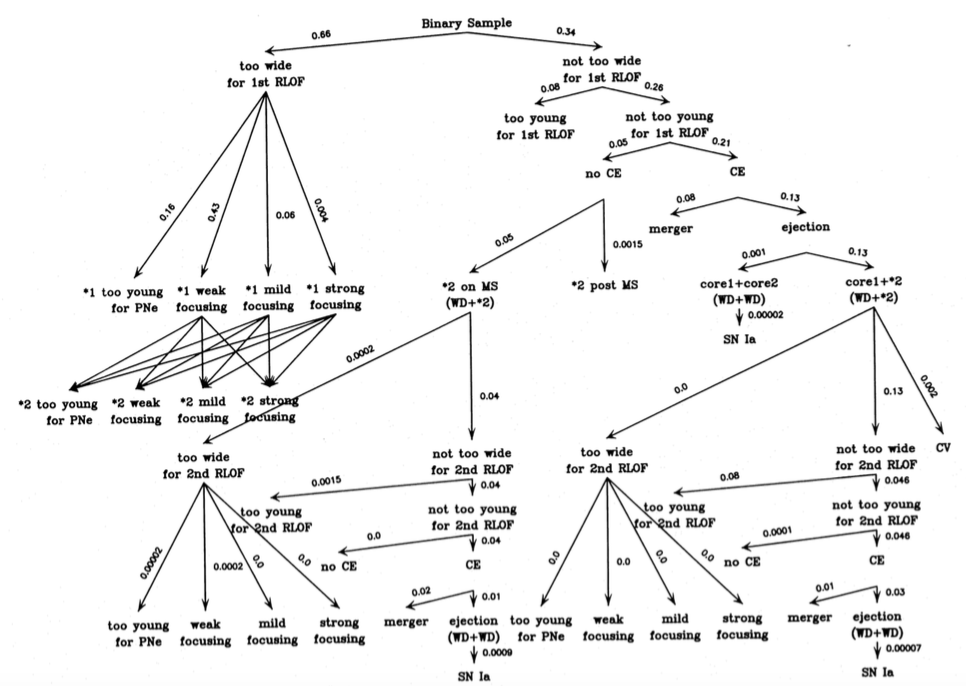 Binary Sample
0.66
0.34
too wide
for 1st RLOF
not too wide
for 1st RLOF
0.08
0.26
too young
for 1st RLOF
not too young
for 1st RLOF
0.05
0.21
no CE
CE
0.16
0.43
0.06
0.004
0.08
0.13
merger
ejection
0.05
0.0015
0.001
0.13
*1 too young
for PNe
*1 weak
focusing
*1 mild
focusing
*1 strong
focusing
*2 on MS
(WD+*2)
*2 post MS
core1+core2
(WD+WD)
core1+*2
(WD+*2)
0.00002
SN Ia
*2 too young
for PNe
*2 weak
focusing
*2 mild
focusing
*2 strong
focusing
0.0002
0.04
0.0
0.13
0.002
CV
too wide
for 2nd RLOF
not too wide
for 2nd RLOF
too wide
for 2nd RLOF
not too wide
for 2nd RLOF
0.0015
0.04
0.08
0.046
too young
for 2nd RLOF
not too young
for 2nd RLOF
too young
for 2nd RLOF
not too young
for 2nd RLOF
0.0
0.04
0.0001
0.046
no CE
CE
no CE
CE
0.00002
0.0002
0.0
0.0
0.0
0.0
0.0
0.0
0.02
0.01
0.01
0.03
too young
for PNe
weak
focusing
mild
focusing
strong
focusing
merger
ejection
(WD+WD)
too young
for PNe
weak
focusing
mild
focusing
strong
focusing
merger
ejection
(WD+WD)
0.0009
0.00007
SN Ia
SN Ia